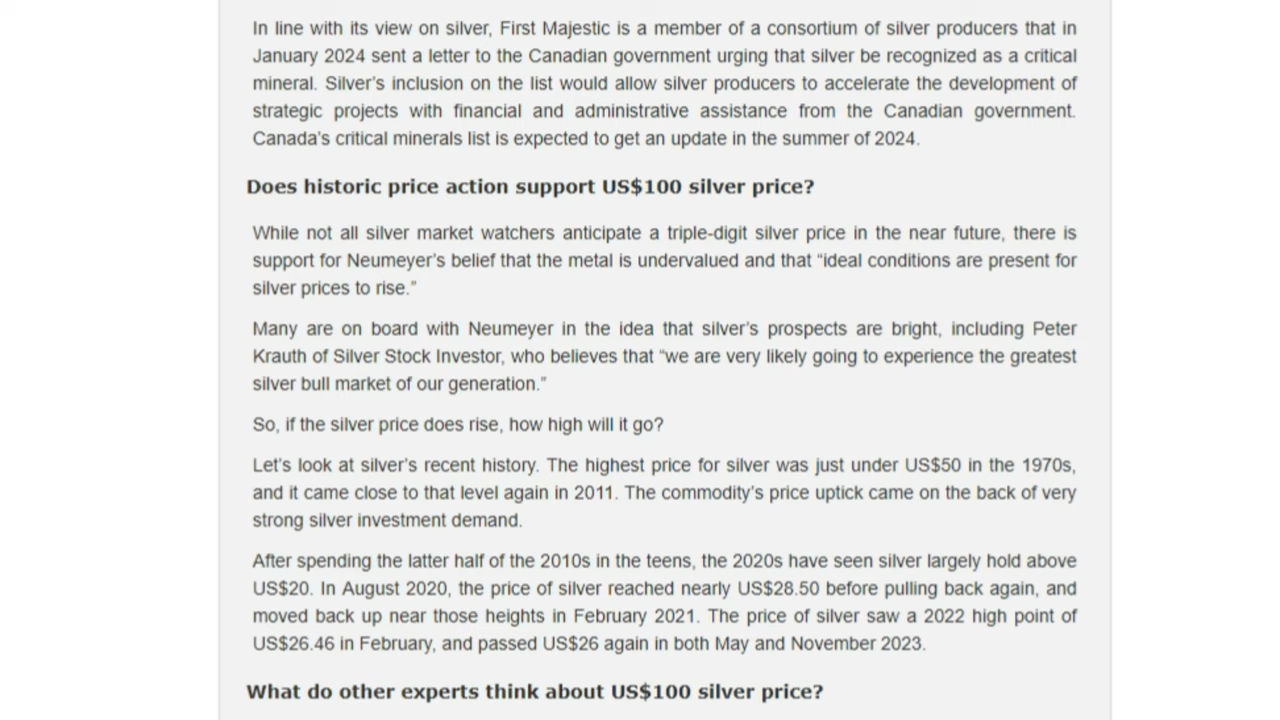 In line with its view on silver, First Majestic is a member of a consortium of silver producers that in
January 2024 sent a letter to the Canadian government urging that silver be recognized as a critical
mineral. Silver’s inclusion on the list would allow silver producers to accelerate the development of
strategic projects with financial and administrative assistance from the Canadian government.
Canada’s critical minerals list is expected to get an update in the summer of 2024.
Does historic price action support US$100 silver price?
While not all silver market watchers anticipate a triple-digit silver price in the near future, there is
support for Neumeyer’s belief that the metal is undervalued and that “ideal conditions are present for
silver prices to rise.”
Many are on board with Neumeyer in the idea that silver’s prospects are bright, including Peter
Krauth of Silver Stock Investor, who believes that “we are very likely going to experience the greatest
silver bull market of our generation.”
So, if the silver price does rise, how high will it go?
Let’s look at silver’s recent history. The highest price for silver was just under US$50 in the 1970s,
and it came close to that level again in 2011. The commodity’s price uptick came on the back of very
strong silver investment demand.
After spending the latter half of the 2010s in the teens, the 2020s have seen silver largely hold above
US$20. In August 2020, the price of silver reached nearly US$28.50 before pulling back again, and
moved back up near those heights in February 2021. The price of silver saw a 2022 high point of
US$26.46 in February, and passed US$26 again in both May and November 2023.
What do other experts think about US$100 silver price?